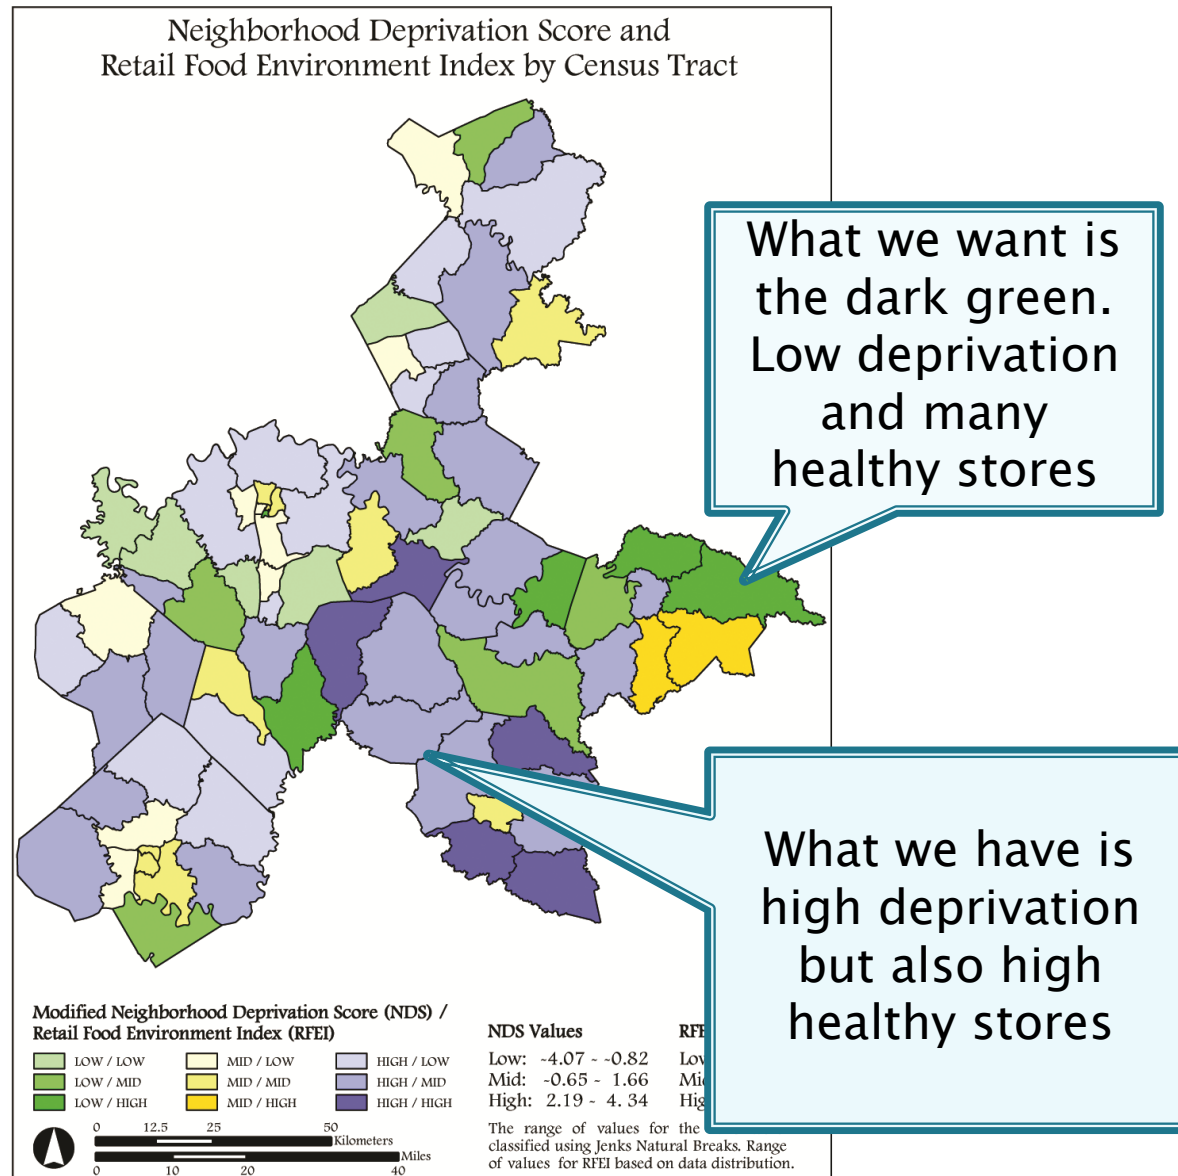 Neighborhood Deprivation Score and
Retail Food Environment Index by Census Tract
What we want is
the dark green.
Low deprivation
and many
healthy stores
What we have is
high deprivation
but also high
healthy stores
Modified Neighborhood Deprivation Score (NDS) /
Retail Food Environment Index (RFEI)
LOW / LOW
MID / LOW
HIGH / LOW
LOW / MID
MID / MID
HIGH / MID
LOW / HIGH
MID / HIGH
HIGH / HIGH
0 12.5 25 50
Kilometers
Miles
0 10 20 40
NDS Values
Low: -4.07 - -0.82
Mid: -0.65 - 1.66
High: 2.19 - 4.34
The range of values for the
classified using Jenks Natural Breaks. Range
of values for RFEI based on data distribution.